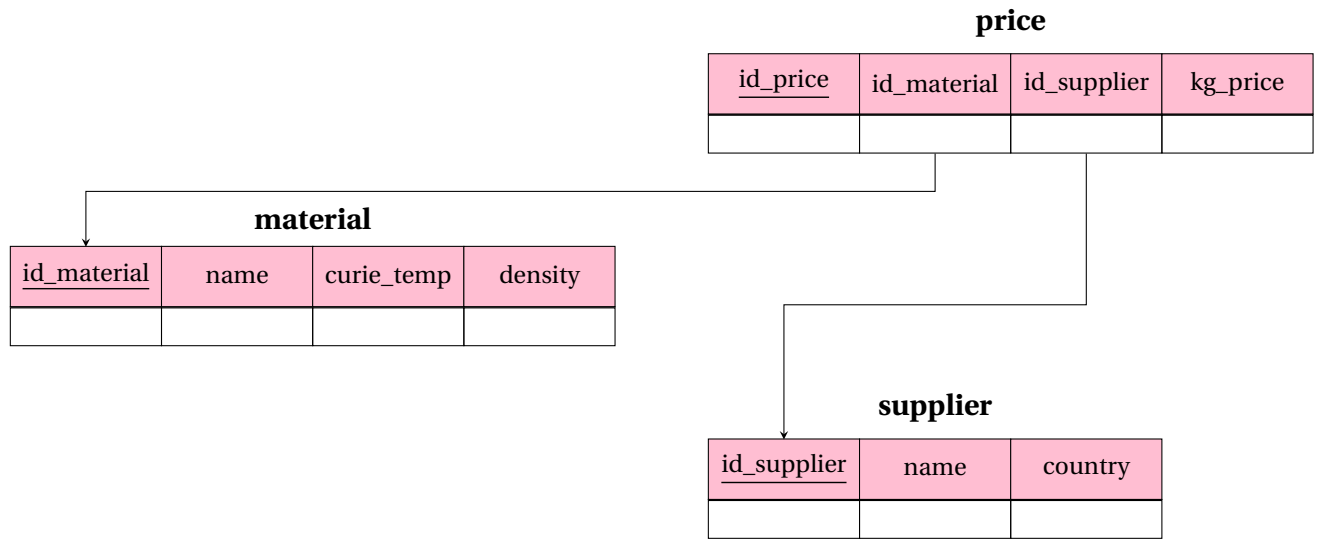 price
id_price id_material id_supplier kg_price
material
id_material name curie_temp density
supplier
id_supplier name country